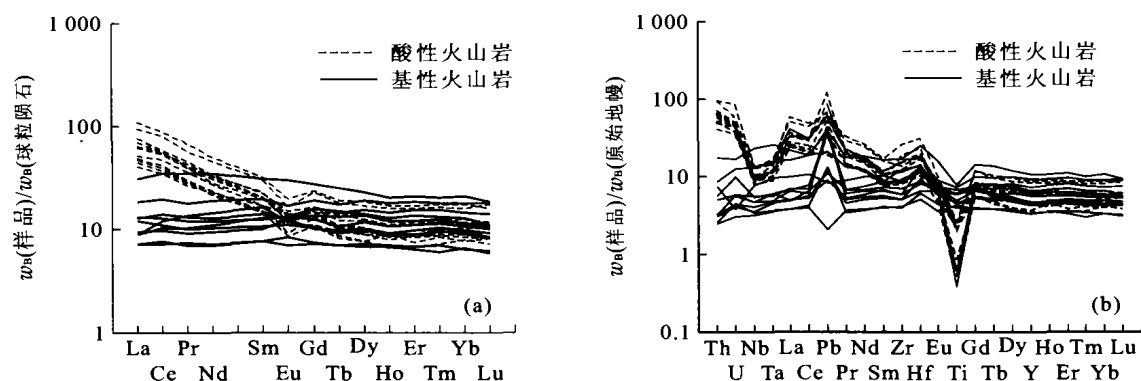 1 000
100
10
1
wB(样品)/wB(球粒陨石)
酸性火山岩
基性火山岩
(a)
La Pr Sm Gd Dy Er Yb
Ce Nd Eu Tb Ho Tm Lu
1 000
100
10
1
0.1
wB(样品)/wB(原始地幔)
酸性火山岩
基性火山岩
(b)
Th Nb La Pb Nd Zr Eu Gd Dy Ho Tm Lu
U Ta Ce Pr Sm Hf Ti Tb Y Er Yb